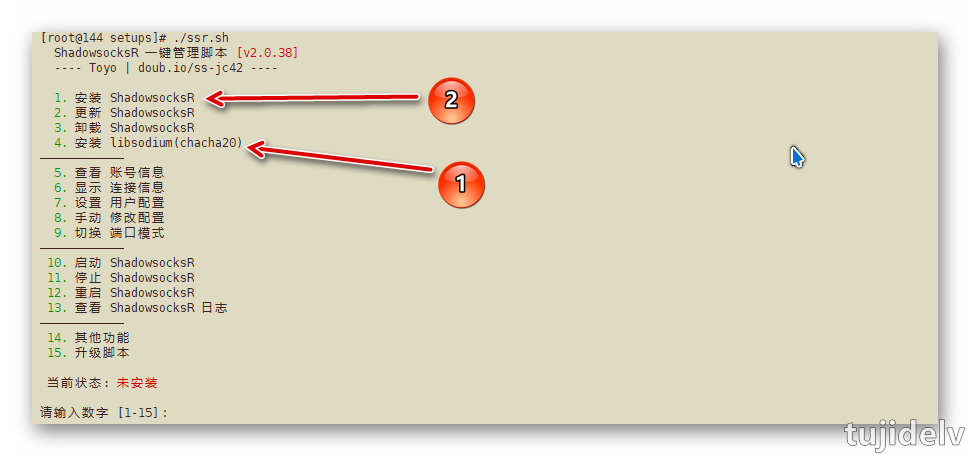 [root@144 setups]# ./ssr.sh
ShadowsocksR 一键管理脚本 [v2.0.38]
---- Toyo | doub.io/ss-jc42 ----
1. 安装 ShadowsocksR
2
2. 更新 ShadowsocksR
3. 卸载 ShadowsocksR
4. 安装 libsodium(chacha20)
1
5. 查看 账号信息
6. 显示 连接信息
7. 设置 用户配置
8. 手动 修改配置
9. 切换 端口模式
10. 启动 ShadowsocksR
11. 停止 ShadowsocksR
12. 重启 ShadowsocksR
13. 查看 ShadowsocksR 日志
14. 其他功能
15. 升级脚本
当前状态: 未安装
请输入数字 [1-15]:
tujidelv